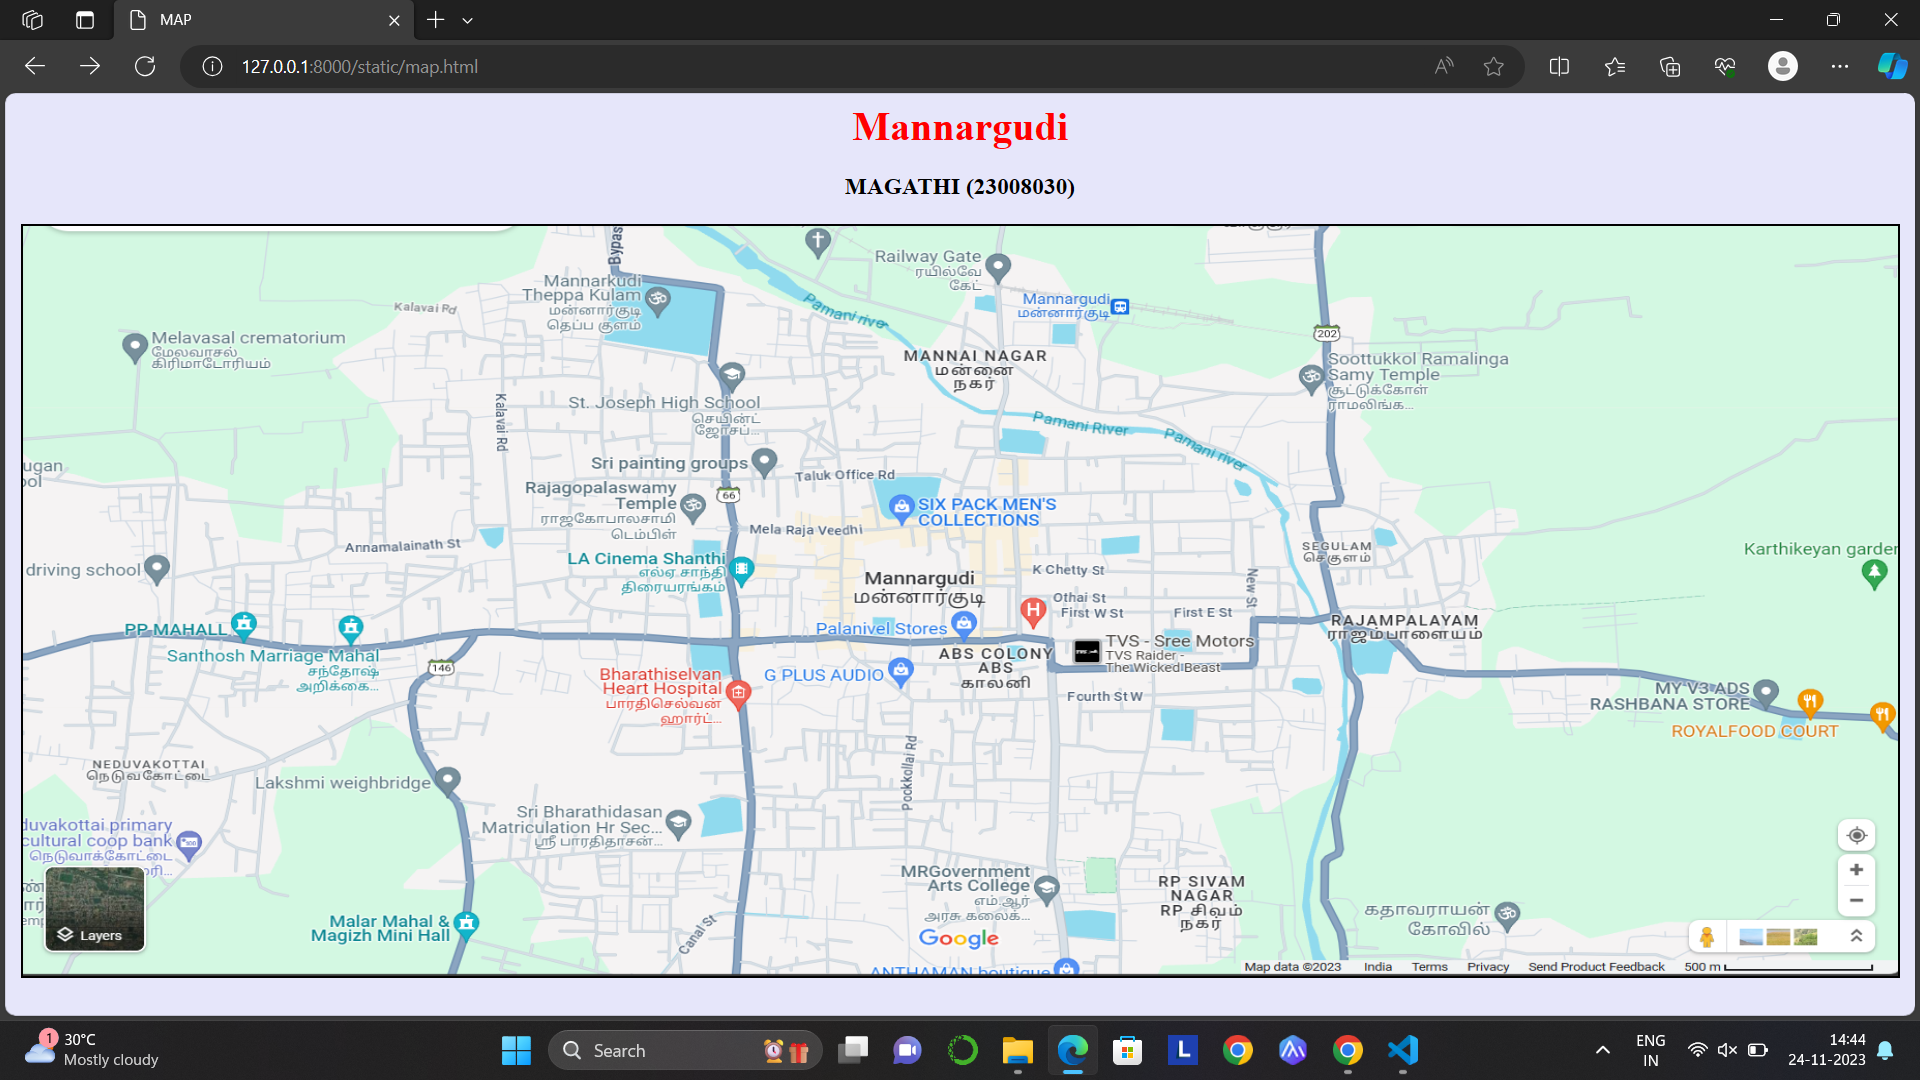 MAP
127.0.0.1:8000/static/map.html
Mannargudi
MAGATHI (23008030)
Bypas
Railway Gate
ரயில்வே
கேட்
Mannarkudi
Theppa Kulam
மன்னார்குடி
தெப்ப குளம்
Kalavai Rd
Pamani river
Mannargudi
மன்னார்குடி
202
Melavasal crematorium
மேலவாசல்
கிரிமாடோரியம்
MANNAI NAGAR
மன்னை
நகர்
Soottukkol Ramalinga
Samy Temple
சூட்டுக்கோள்
ராமலிங்க...
St. Joseph High School
செயின்ட்
ஜோசப்...
Kalavai Rd
Pamani River
Pamani river
ugan
ool
Sri painting groups
Taluk Office Rd
66
Rajagopalaswamy
Temple
ராஜகோபாலசாமி
டெம்பிள்
SIX PACK MEN'S
COLLECTIONS
Mela Raja Veedhi
Annamalainath St
SEGULAM
செகுளம்
Karthikeyan garden
LA Cinema Shanthi
எல்ஏ சாந்தி
திரையரங்கம்
driving school
K Chetty St
New St
Mannargudi
மன்னார்குடி
Othai St
First W St
First E St
H
PP MAHALL
Palanivel Stores
RAJAMPALAYAM
ராஜம்பாளையம்
TVS - Sree Motors
TVS Raider -
The Wicked Beast
Santhosh Marriage Mahal
சந்தோஷ்
அறிக்கை...
146
ABS COLONY
ABS
காலனி
Bharathiselvan
Heart Hospital
பாரதிசெல்வன்
ஹார்ட்...
G PLUS AUDIO
Fourth St W
MY V3 ADS
RASHBANA STORE
ROYALFOOD COURT
NEDUVAKOTTAI
நெடுவகோட்டை
Lakshmi weighbridge
Pookkollai Rd
Sri Bharathidasan
Matriculation Hr Sec...
ஸ்ரீ பாரதிதாசன்...
duvakottai primary
cultural coop bank
நெடுவாக்கோட்டை
Layers
MRGovernment
Arts College
எம் ஆர்
அரசு கலைக்...
RP SIVAM
NAGAR
RP சிவம்
நகர்
கதாவராயன்
கோவில்
Malar Mahal &
Magizh Mini Hall
Canal St
Google
ANTHAMAN boutique
Map data ©2023 India Terms Privacy Send Product Feedback 500 m
1
30°C
Mostly cloudy
Search
L
ENG
IN
14:44
24-11-2023